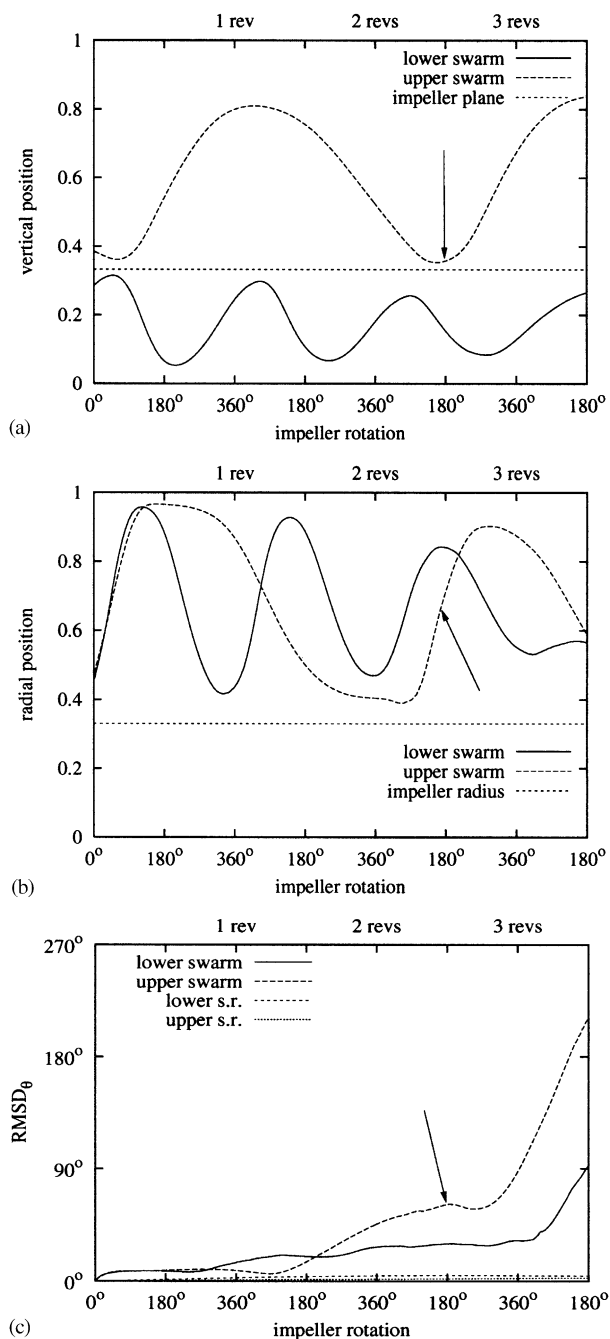 1 rev 2 revs 3 revs
1
0.8
0.6
0.4
0.2
0
vertical position
lower swarm
upper swarm
impeller plane
0° 180° 360° 180° 360° 180° 360° 180°
impeller rotation
(a)
1 rev 2 revs 3 revs
1
0.8
0.6
0.4
0.2
0
radial position
lower swarm
upper swarm
impeller radius
0° 180° 360° 180° 360° 180° 360° 180°
impeller rotation
(b)
1 rev 2 revs 3 revs
270°
180°
90°
0°
RMSDθ
lower swarm
upper swarm
lower s.r.
upper s.r.
0° 180° 360° 180° 360° 180° 360° 180°
impeller rotation
(c)